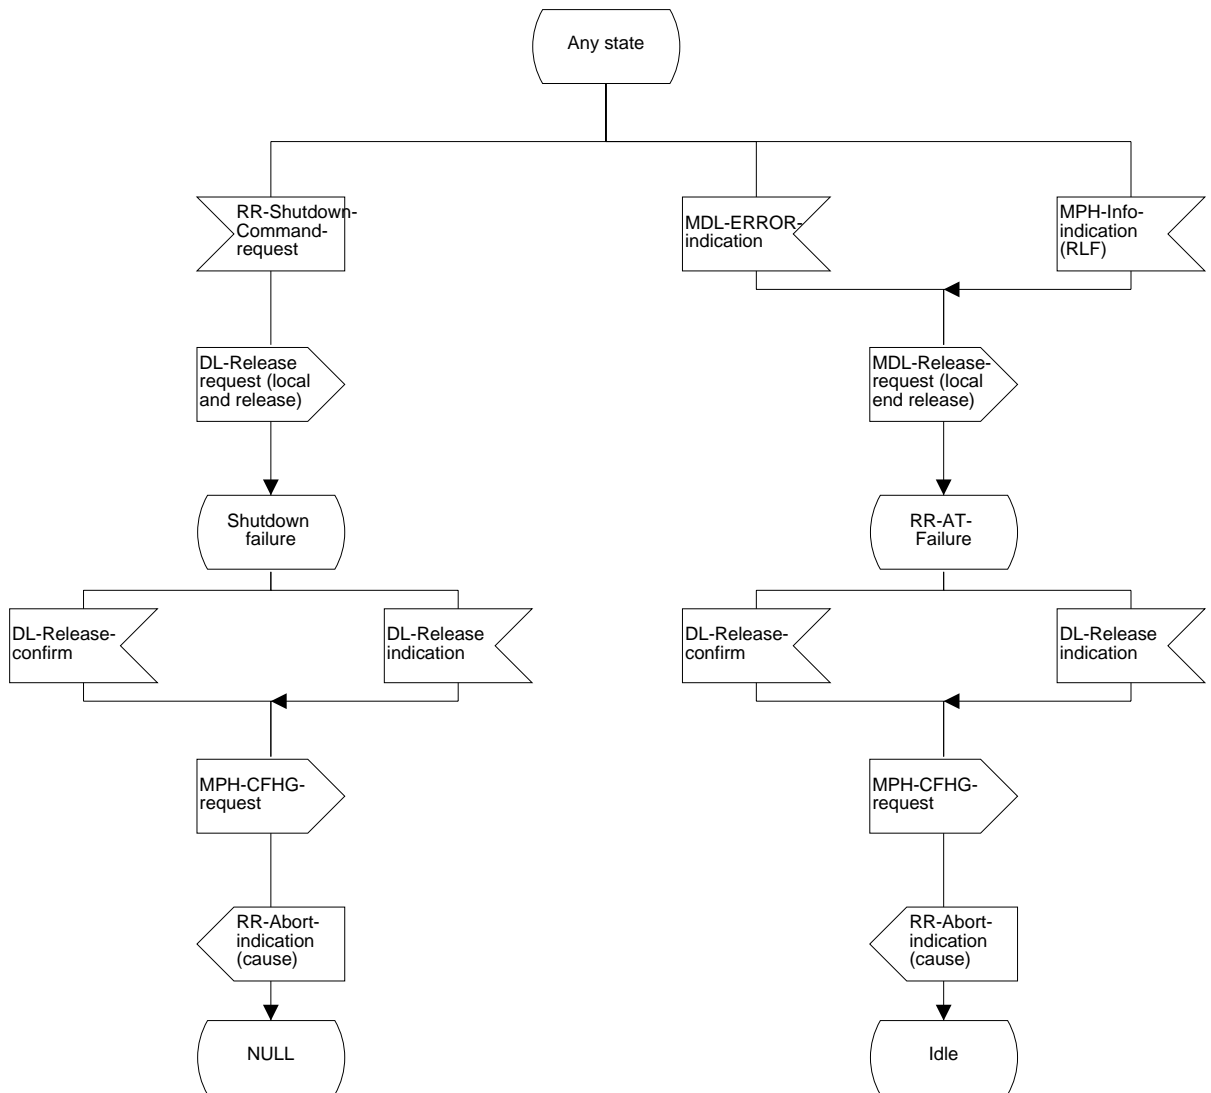 Any state
RR-Shutdown-
Command-
request
MDL-ERROR-
indication
MPH-Info-
indication
(RLF)
DL-Release
request (local
and release)
MDL-Release-
request (local
end release)
Shutdown
failure
RR-AT-
Failure
DL-Release-
confirm
DL-Release
indication
DL-Release-
confirm
DL-Release
indication
MPH-CFHG-
request
MPH-CFHG-
request
RR-Abort-
indication
(cause)
RR-Abort-
indication
(cause)
NULL
Idle